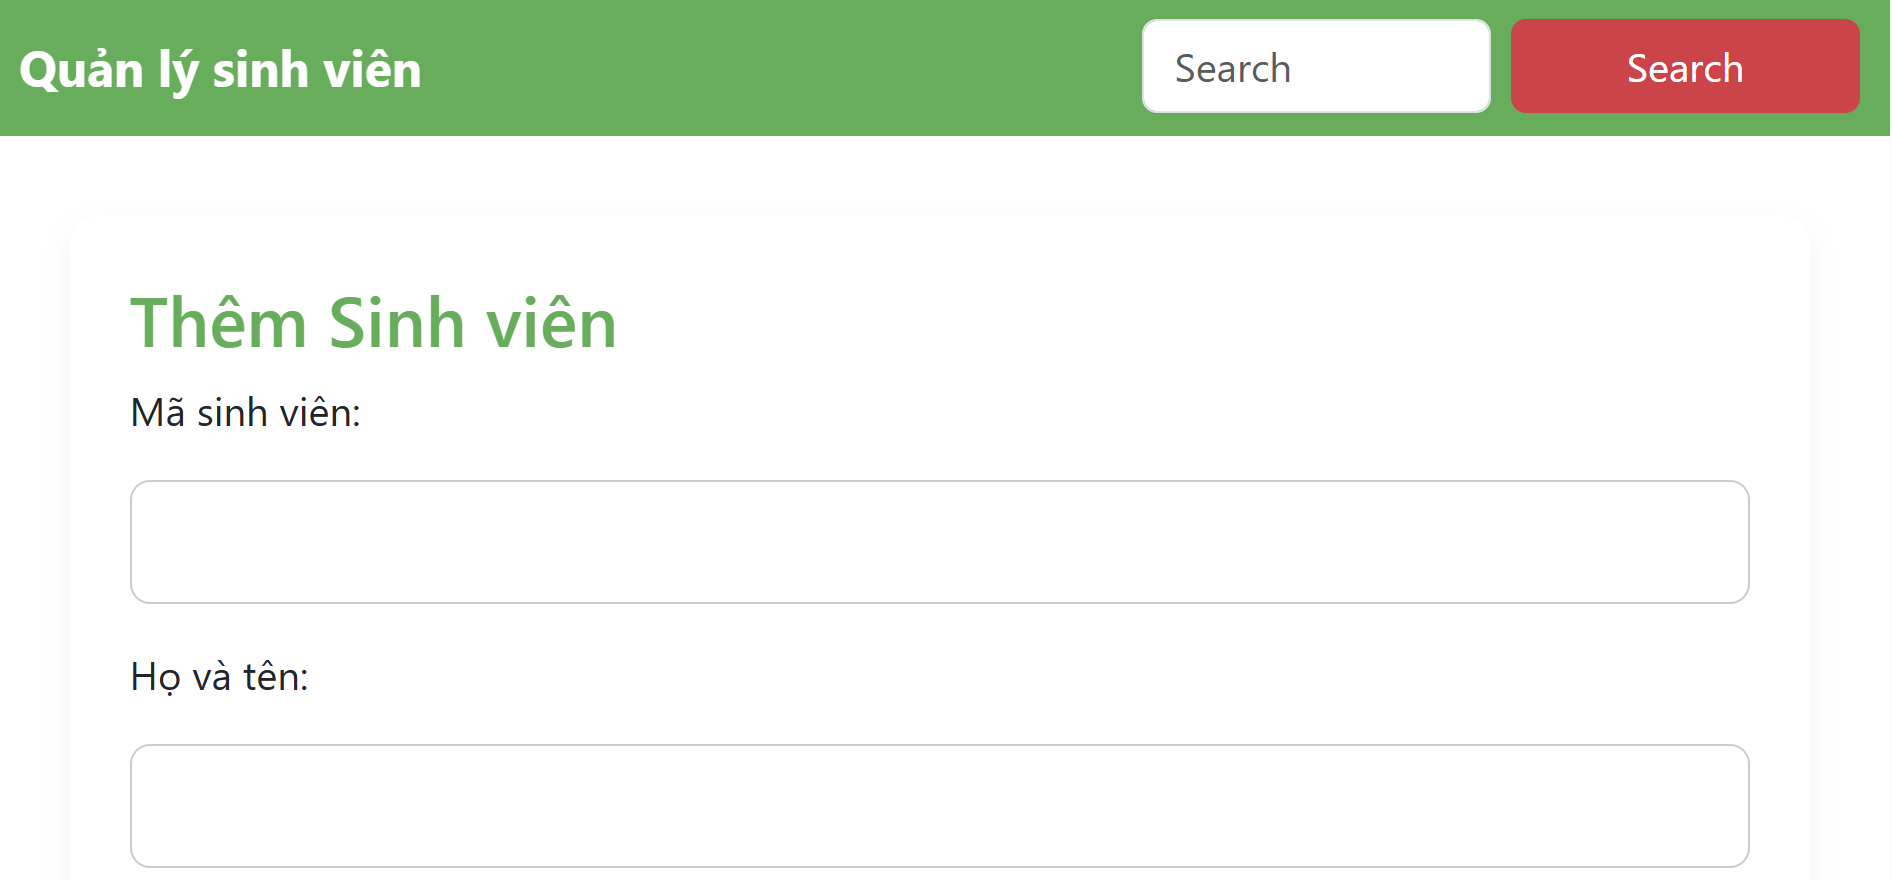 Quản lý sinh viên
Search
Search
Thêm Sinh viên
Mã sinh viên:
Họ và tên: